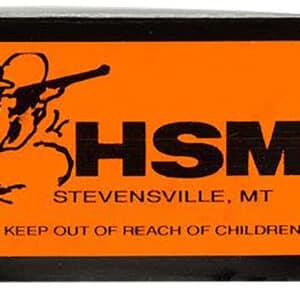 HSM
STEVENSVILLE, MT
KEEP OUT OF REACH OF CHILDREN